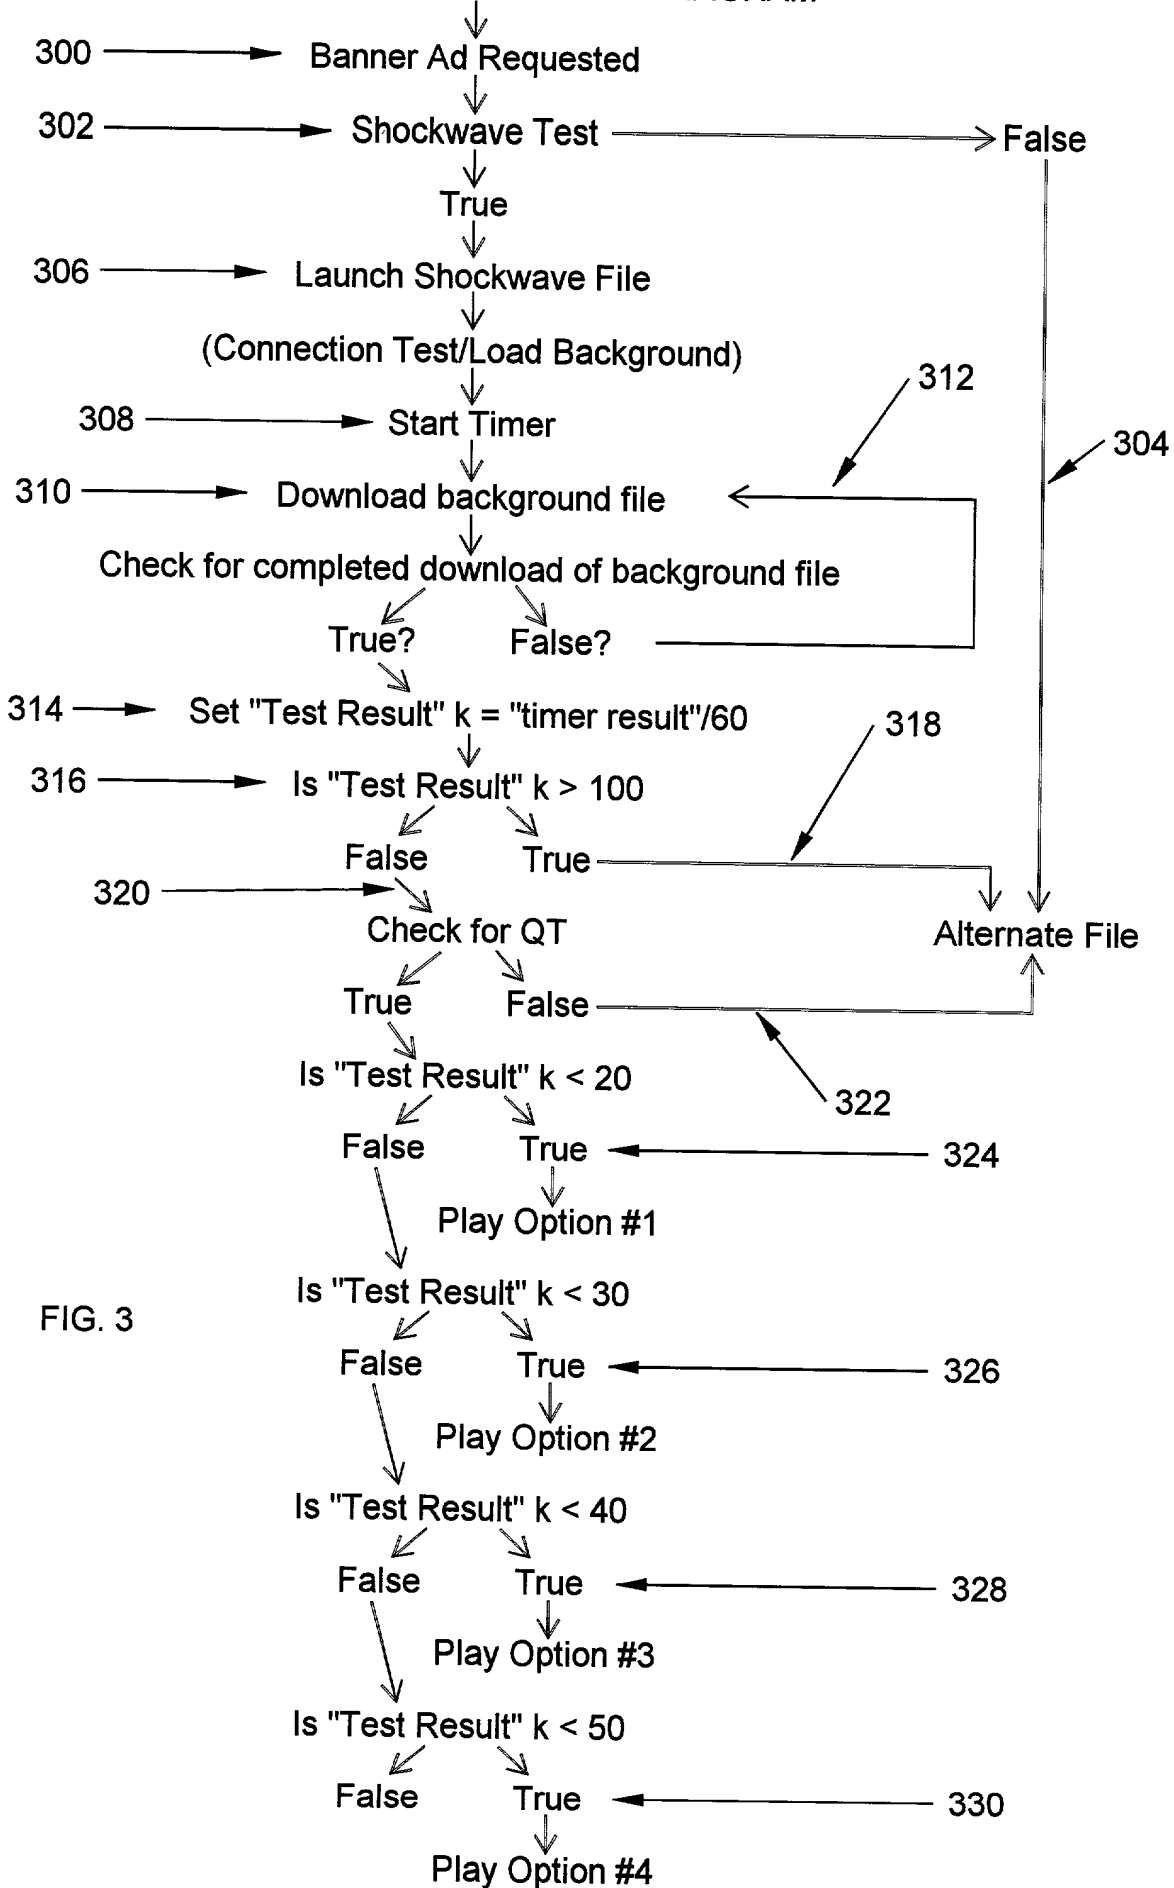 300 Banner Ad Requested
302 Shockwave Test False
True
306 Launch Shockwave File
(Connection Test/Load Background)
312
308 Start Timer
304
310 Download background file
Check for completed download of background file
True? False?
314 Set "Test Result" k = "timer result"/60
318
316 Is "Test Result" k > 100
False True
320
Check for QT Alternate File
True False
Is "Test Result" k < 20
322
False True 324
Play Option #1
Is "Test Result" k < 30
FIG. 3
False True 326
Play Option #2
Is "Test Result" k < 40
False True 328
Play Option #3
Is "Test Result" k < 50
False True 330
Play Option #4